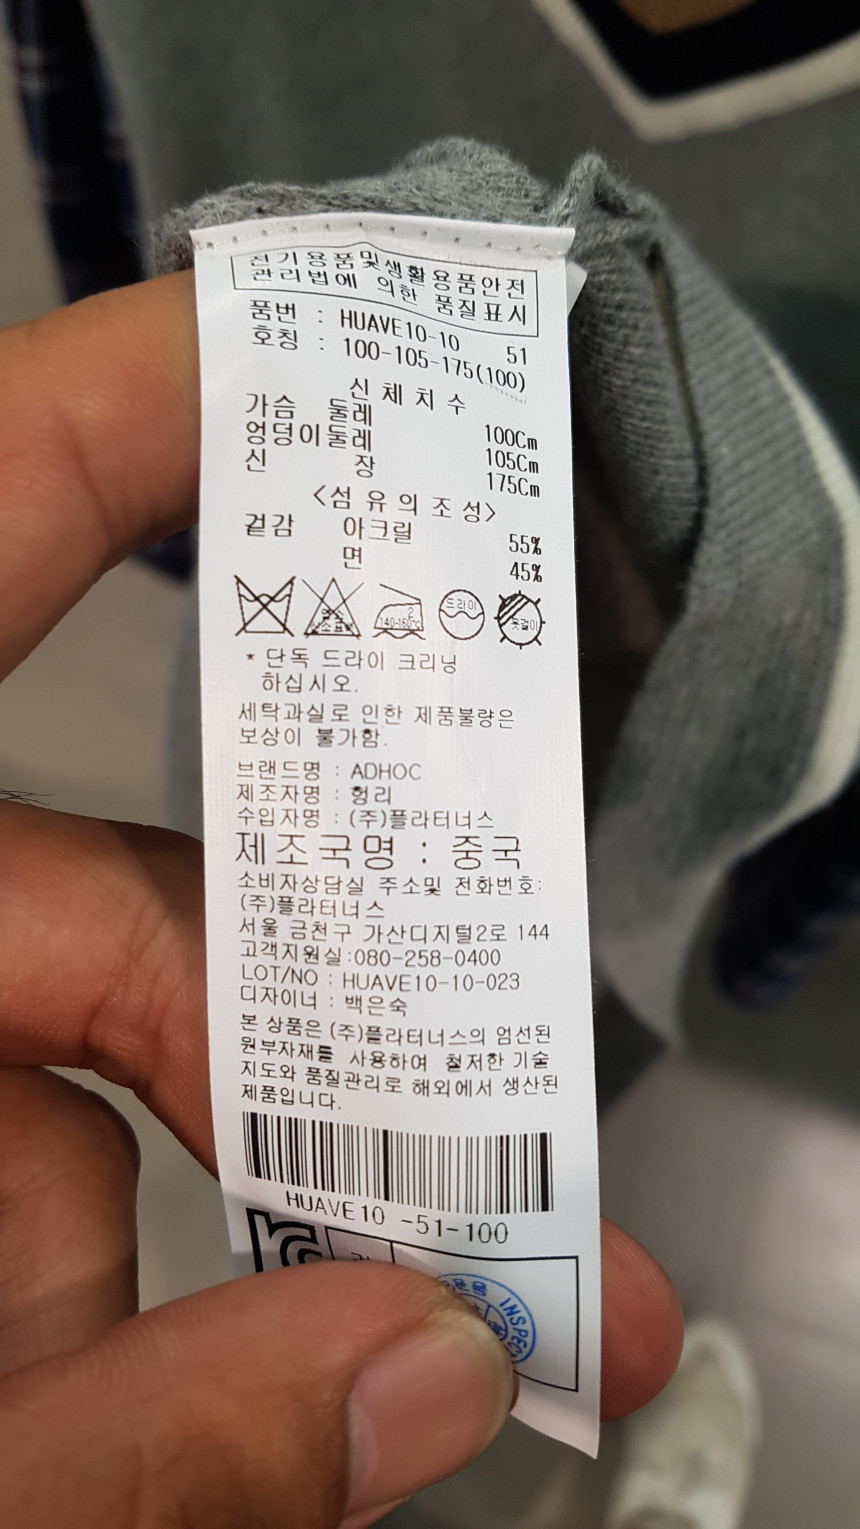 전기용품및생활용품안전
관리법에 의한 품질표시
품번 : HUAVE10-10 51
호칭 : 100-105-175(100)
신체치수
가슴 둘레 100Cm
엉덩이둘레 105Cm
신 장 175Cm
<섬유의조성>
겉감 아크릴 55%
면 45%
2
140-160℃
드라이
옷걸이
* 단독 드라이 크리닝
하십시오.
세탁과실로 인한 제품불량은
보상이 불가함.
브랜드명 : ADHOC
제조자명 : 헝리
수입자명 : (주)플라터너스
제조국명 : 중국
소비자상담실 주소및 전화번호:
(주)플라터너스
서울 금천구 가산디지털2로 144
고객지원실:080-258-0400
LOT/NO : HUAVE10-10-023
디자이너 : 백은숙
본 상품은 (주)플라터너스의 엄선된
원부자재를 사용하여 철저한 기술
지도와 품질관리로 해외에서 생산된
제품입니다.
HUAVE10 -51-100